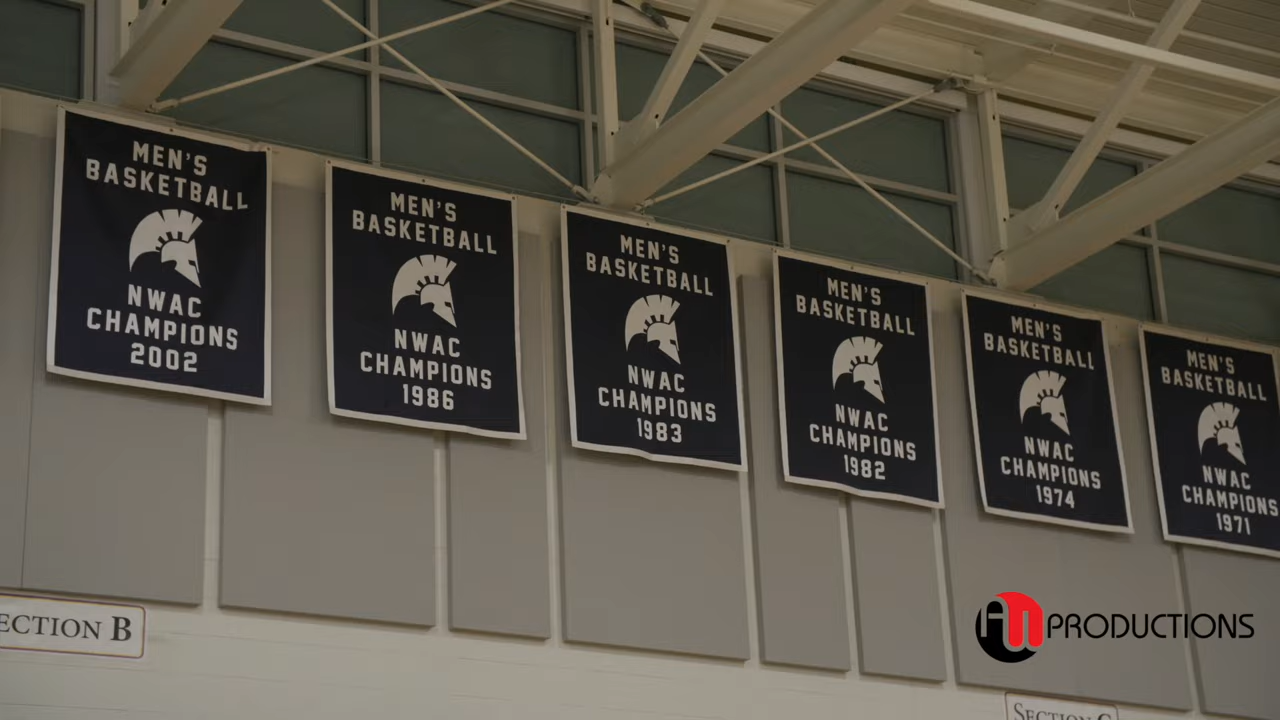 MEN'S
BASKETBALL
NWAC
CHAMPIONS
2002
MEN'S
BASKETBALL
NWAC
CHAMPIONS
1986
MEN'S
BASKETBALL
NWAC
CHAMPIONS
1983
MEN'S
BASKETBALL
NWAC
CHAMPIONS
1982
MEN'S
BASKETBALL
NWAC
CHAMPIONS
1974
MEN'S
BASKETBALL
NWAC
CHAMPIONS
1971
ECTION B
PRODUCTIONS
SECTION C